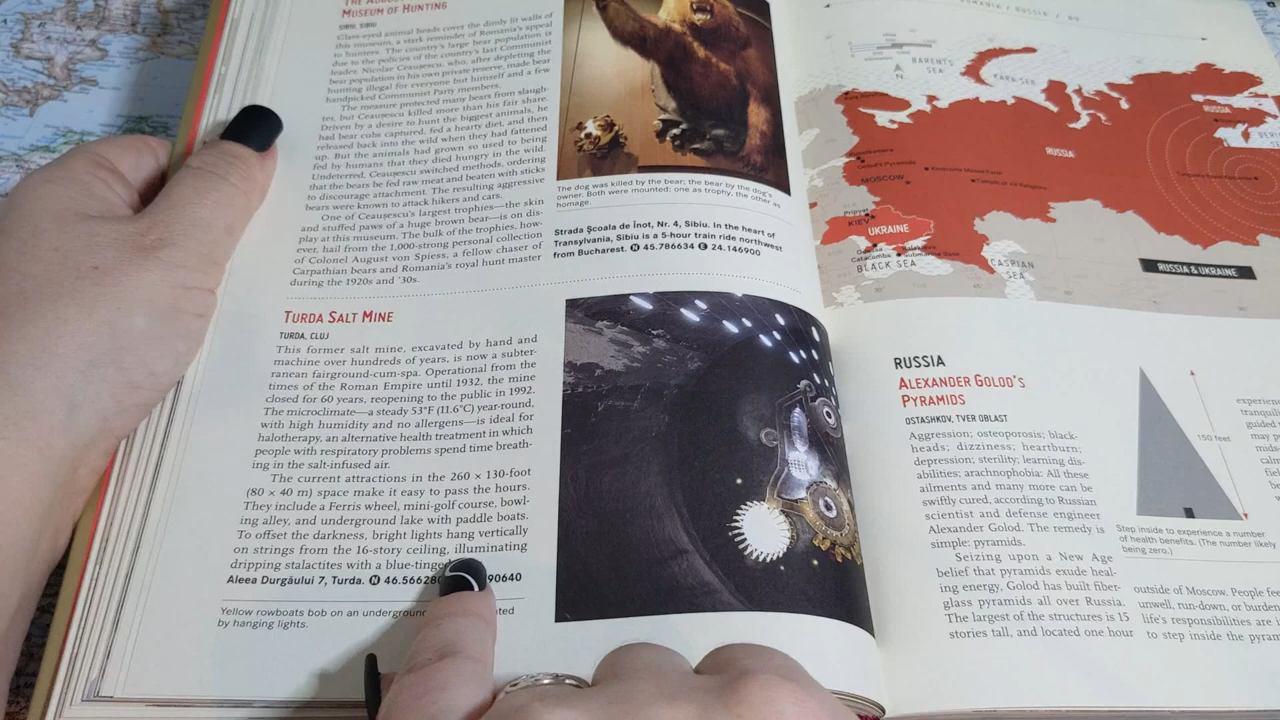 MUSEUM OF HUNTING
SIBIU, SIBIU
Glass-eyed animal heads cover the dimly lit walls of
this museum, a stark reminder of Romania's appeal
to hunters. The country's large bear population is
due to the policies of the country's last Communist
leader, Nicolae Ceaușescu, who, after depleting the
bear population in his own private reserve, made bear
hunting illegal for everyone but himself and a few
handpicked Communist Party members.
The measure protected many bears from slaugh-
ter, but Ceaușescu killed more than his fair share.
Driven by a desire to hunt the biggest animals, he
had bear cubs captured, fed a hearty diet, and then
released back into the wild when they had fattened
up. But the animals had grown so used to being
fed by humans that they died hungry in the wild.
Undeterred, Ceaușescu switched methods, ordering
that the bears be fed raw meat and beaten with sticks
to discourage attachment. The resulting aggressive
bears were known to attack hikers and cars.
One of Ceaușescu's largest trophies—the skin
and stuffed paws of a huge brown bear—is on dis-
play at this museum. The bulk of the trophies, how-
ever, hail from the 1,000-strong personal collection
of Colonel August von Spiess, a fellow chaser of
Carpathian bears and Romania's royal hunt master
during the 1920s and '30s.
The dog was killed by the bear; the bear by the dog's
owner. Both were mounted: one as trophy, the other as
homage.
Strada Școala de Înot, Nr. 4, Sibiu. In the heart of
Transylvania, Sibiu is a 5-hour train ride northwest
from Bucharest. N 45.786634 E 24.146900
TURDA SALT MINE
TURDA, CLUJ
This former salt mine, excavated by hand and
machine over hundreds of years, is now a subter-
ranean fairground-cum-spa. Operational from the
times of the Roman Empire until 1932, the mine
closed for 60 years, reopening to the public in 1992.
The microclimate—a steady 53°F (11.6°C) year-round,
with high humidity and no allergens—is ideal for
halotherapy, an alternative health treatment in which
people with respiratory problems spend time breath-
ing in the salt-infused air.
The current attractions in the 260 × 130-foot
(80 × 40 m) space make it easy to pass the hours.
They include a Ferris wheel, mini-golf course, bowl-
ing alley, and underground lake with paddle boats.
To offset the darkness, bright lights hang vertically
on strings from the 16-story ceiling, illuminating
dripping stalactites with a blue-tinged
Aleea Durgăului 7, Turda. N 46.56628 90640
Yellow rowboats bob on an underground
by hanging lights.
RUSSIA
BARENTS
SEA
KARA SEA
N
RUSSIA
RUSSIA
MOSCOW
Pripyat
KIEV
UKRAINE
Odessa
Catacombs
Balaklava
Submarine Base
BLACK SEA
CASPIAN
SEA
RUSSIA & UKRAINE
RUSSIA
ALEXANDER GOLOD'S
PYRAMIDS
OSTASHKOV, TVER OBLAST
Aggression; osteoporosis; black-
heads; dizziness; heartburn;
depression; sterility; learning dis-
abilities; arachnophobia: All these
ailments and many more can be
swiftly cured, according to Russian
scientist and defense engineer
Alexander Golod. The remedy is
simple: pyramids.
Seizing upon a New Age
belief that pyramids exude heal-
ing energy, Golod has built fiber-
glass pyramids all over Russia.
The largest of the structures is 15
stories tall, and located one hour
150 feet
Step inside to experience a number
of health benefits. (The number likely
being zero.)
outside of Moscow. People fee
unwell, run-down, or burden
life's responsibilities are i
to step inside the pyram